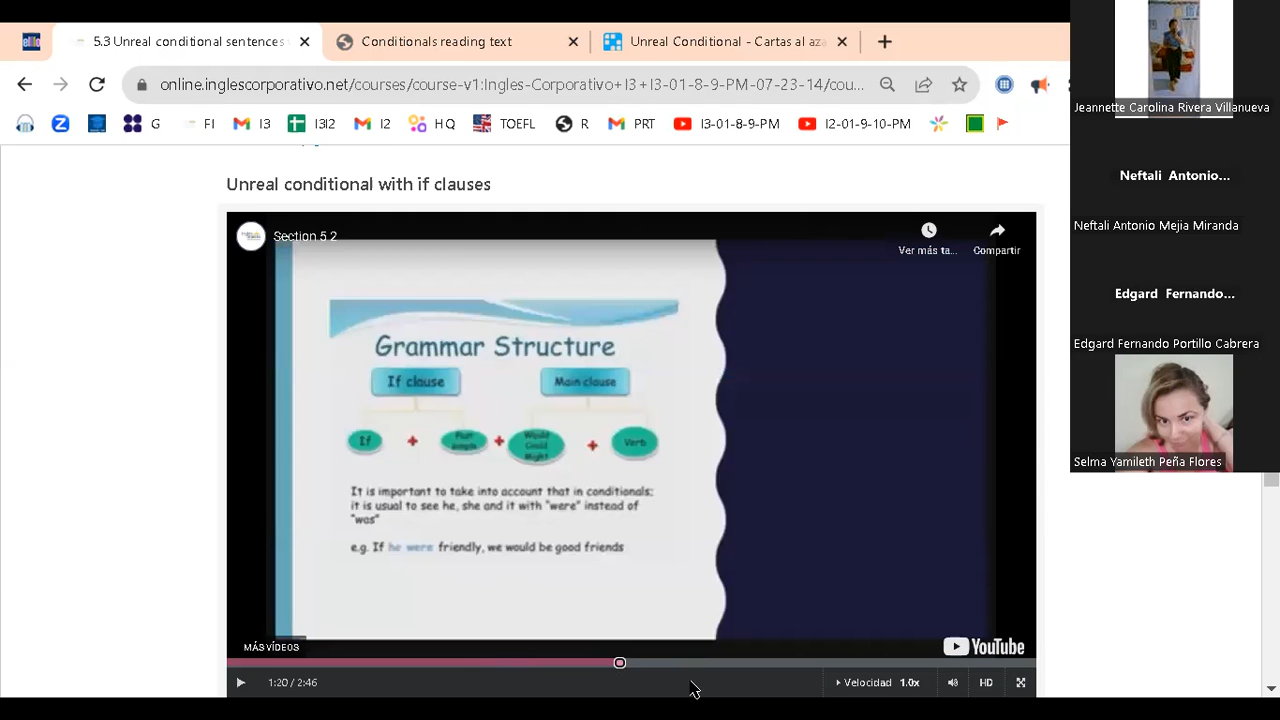 5.3 Unreal conditional sentences
Conditionals reading text
Unreal Conditional - Cartas al aza
online.inglescorporativo.net/courses/course-v1:Ingles-Corporativo+I3+I3-01-8-9-PM-07-23-14/cou...
G
FI
I3
I3I2
I2
HQ
TOEFL
R
PRT
I3-01-8-9-PM
I2-01-9-10-PM
Unreal conditional with if clauses
Section 5 2
Ver más ta...
Compartir
Grammar Structure
If clause
Main clause
If + Past simple + Would Could Might + Verb
It is important to take into account that in conditionals;
it is usual to see he, she and it with "were" instead of
"was"
e.g. If he were friendly, we would be good friends
MÁS VÍDEOS
YouTube
1:20 / 2:46
Velocidad 1.0x
HD
Jeannette Carolina Rivera Villanueva
Neftali Antonio...
Neftali Antonio Mejia Miranda
Edgard Fernando...
Edgard Fernando Portillo Cabrera
Selma Yamileth Peña Flores